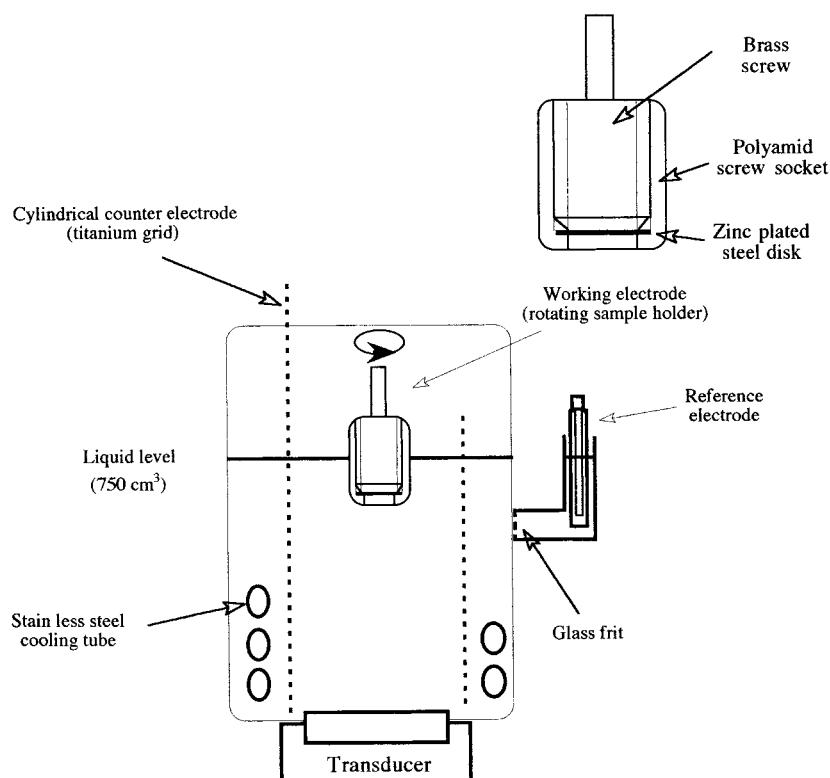 Brass
screw
Polyamid
screw socket
Cylindrical counter electrode
(titanium grid)
Zinc plated
steel disk
Working electrode
(rotating sample holder)
Reference
electrode
Liquid level
(750 cm³)
Stain less steel
cooling tube
Glass frit
Transducer